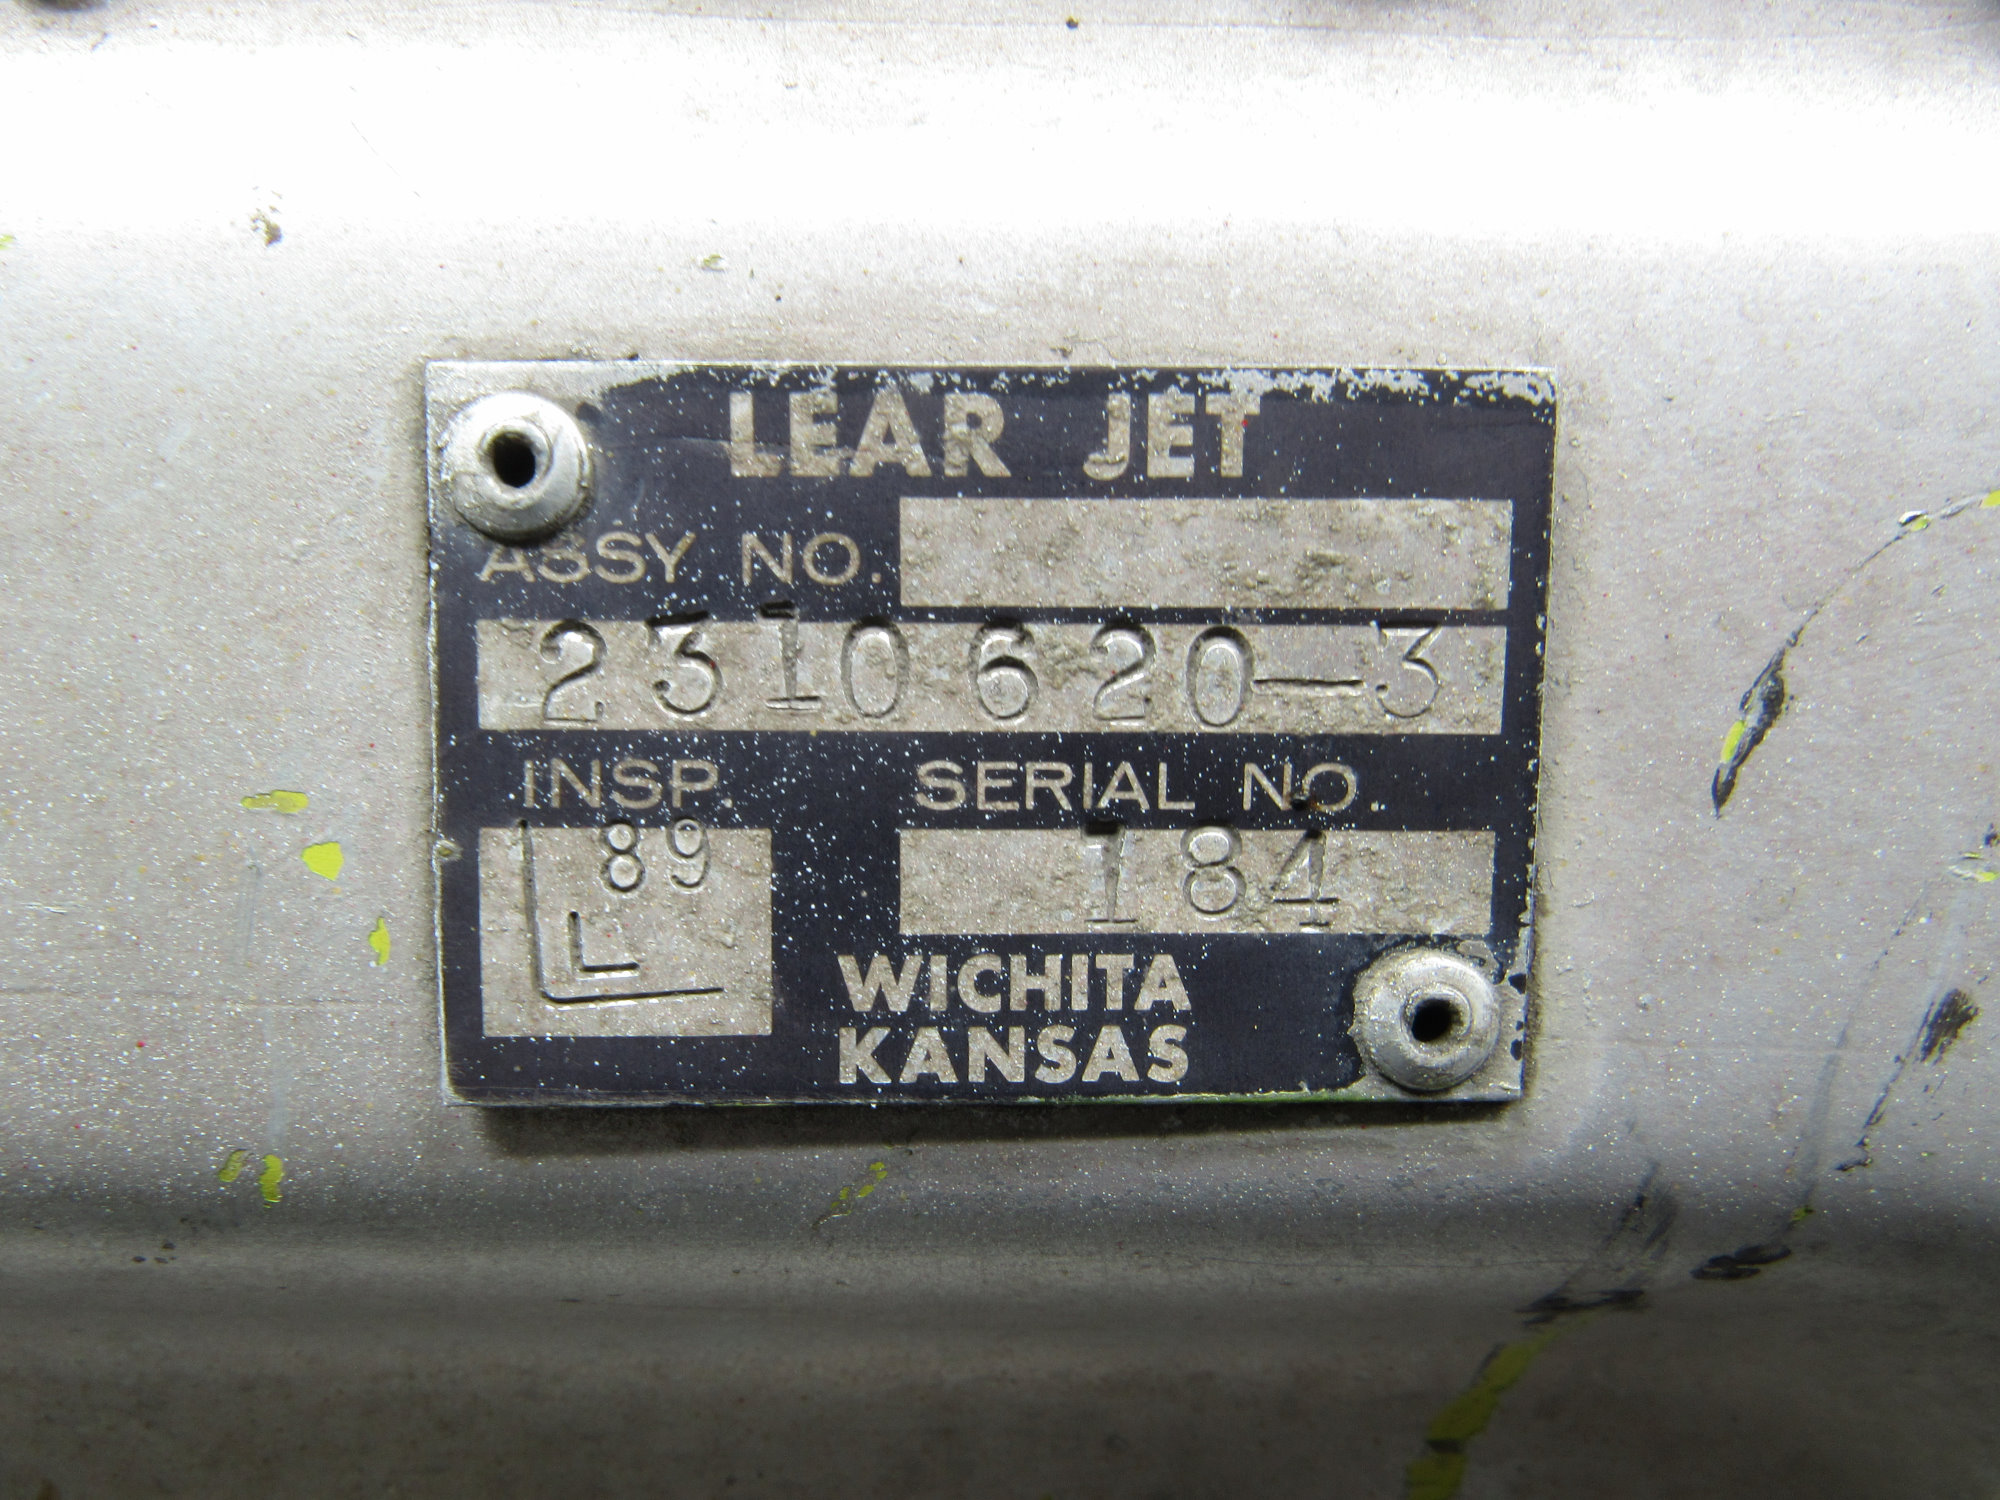 LEAR JET
ASSY NO.
2310620-3
INSP. SERIAL NO.
L 89 L 184
WICHITA
KANSAS